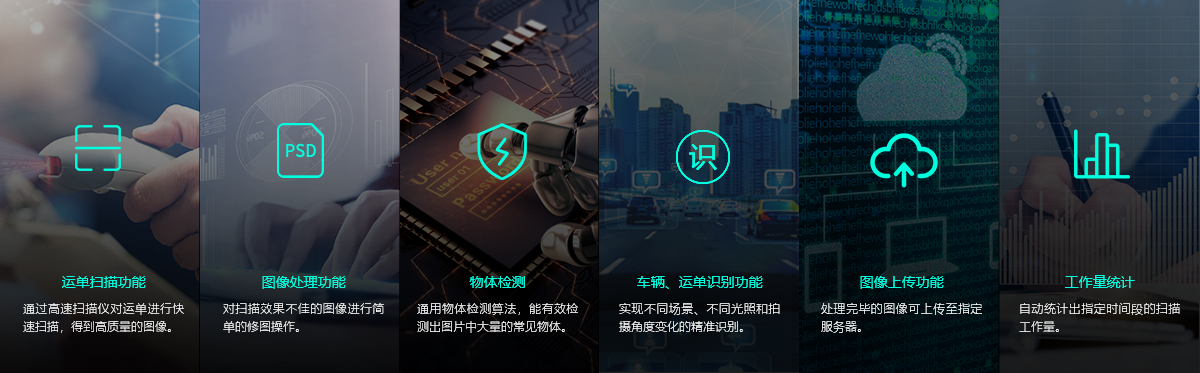 PSD
识
运单扫描功能
通过高速扫描仪对运单进行快
速扫描，得到高质量的图像。
图像处理功能
对扫描效果不佳的图像进行简
单的修图操作。
User n
user 01
Passw
物体检测
通用物体检测算法，能有效检
测出图片中大量的常见物体。
车辆、运单识别功能
实现不同场景、不同光照和拍
摄角度变化的精准识别。
图像上传功能
处理完毕的图像可上传至指定
服务器。
工作量统计
自动统计出指定时间段的扫描
工作量。